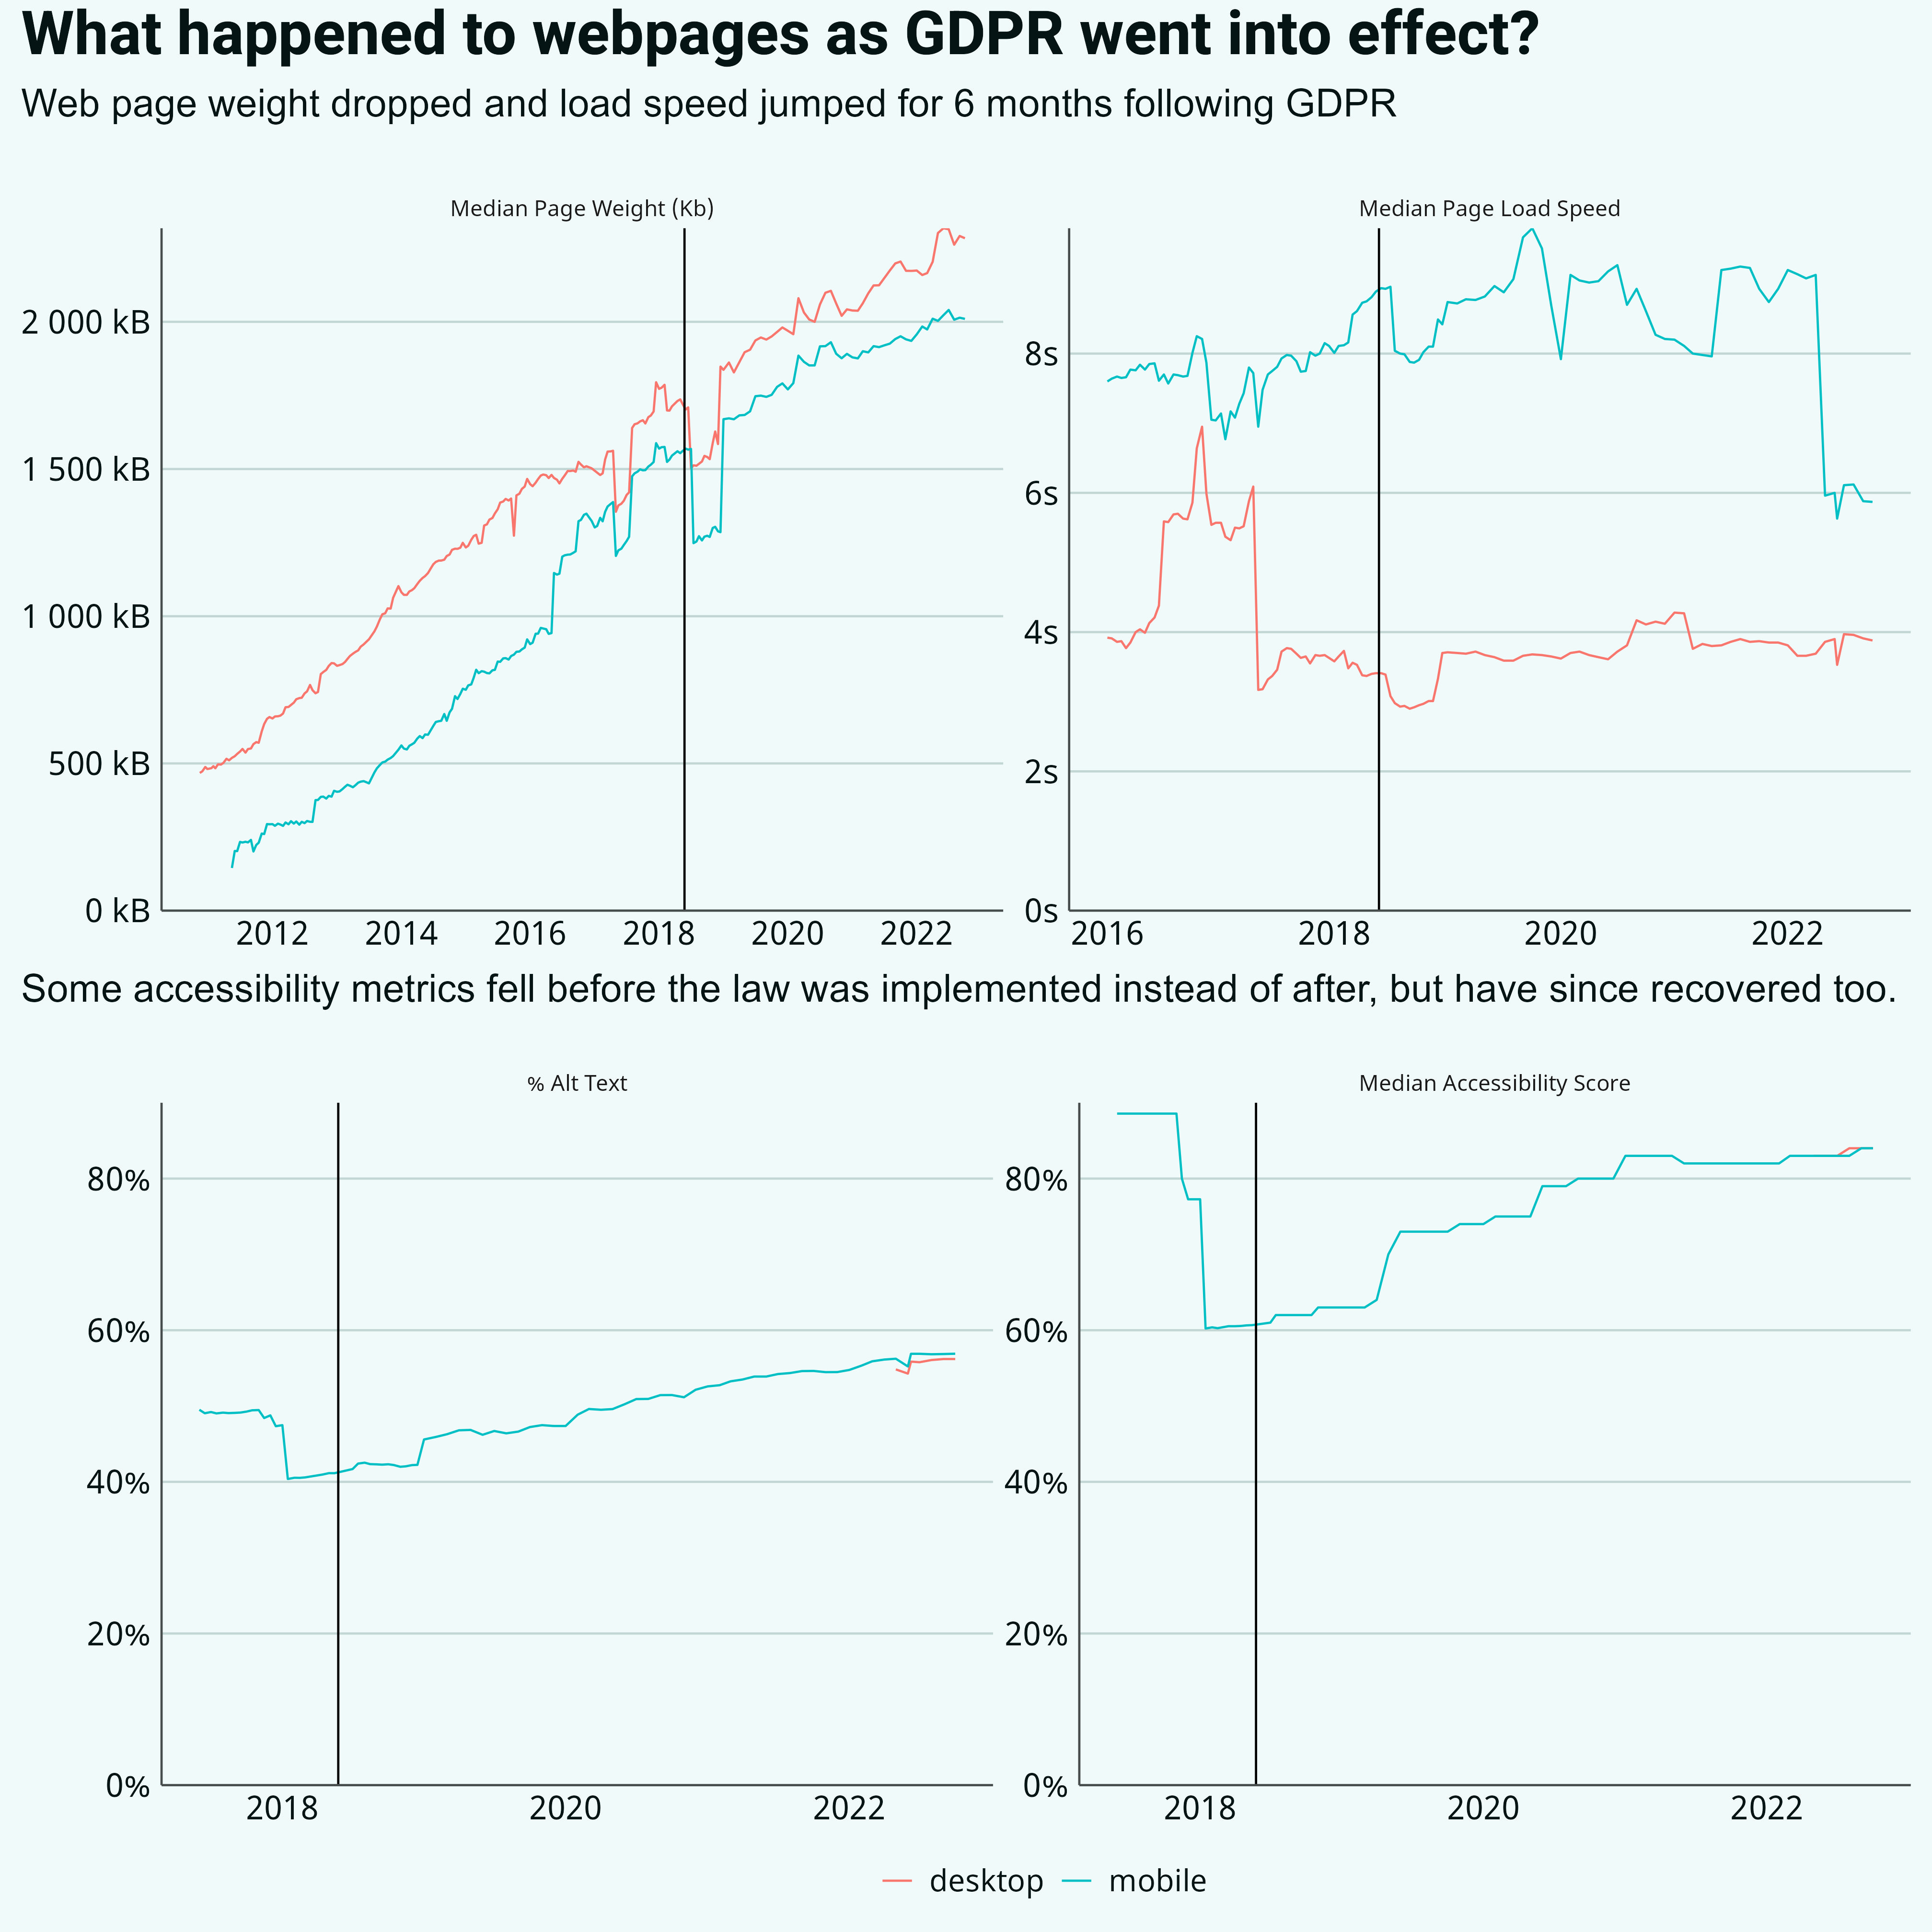 What happened to webpages as GDPR went into effect?
Web page weight dropped and load speed jumped for 6 months following GDPR
Median Page Weight (Kb)
2 000 kB
1 500 kB
1 000 kB
500 kB
0 kB
2012 2014 2016 2018 2020 2022
Median Page Load Speed
8s
6s
4s
2s
0s
2016 2018 2020 2022
Some accessibility metrics fell before the law was implemented instead of after, but have since recovered too.
% Alt Text
80%
60%
40%
20%
0%
2018 2020 2022
Median Accessibility Score
80%
60%
40%
20%
0%
2018 2020 2022
desktop mobile